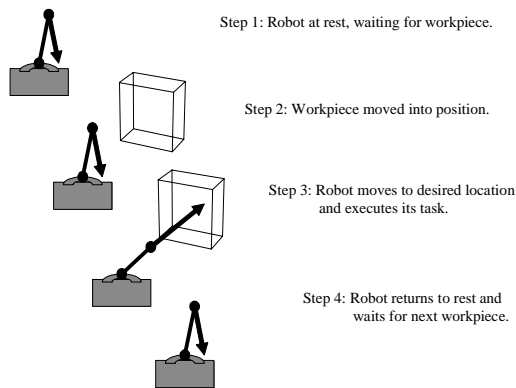 Step 1: Robot at rest, waiting for workpiece.
Step 2: Workpiece moved into position.
Step 3: Robot moves to desired location
and executes its task.
Step 4: Robot returns to rest and
waits for next workpiece.